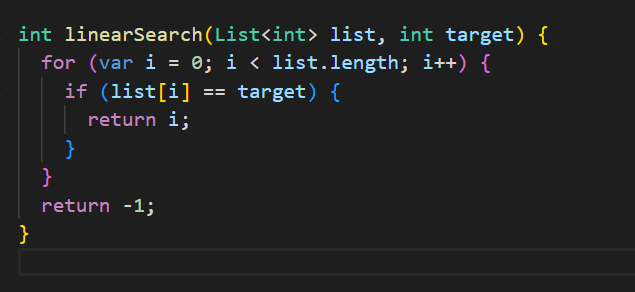 int linearSearch(List<int> list, int target) {
  for (var i = 0; i < list.length; i++) {
    if (list[i] == target) {
      return i;
    }
  }
  return -1;
}